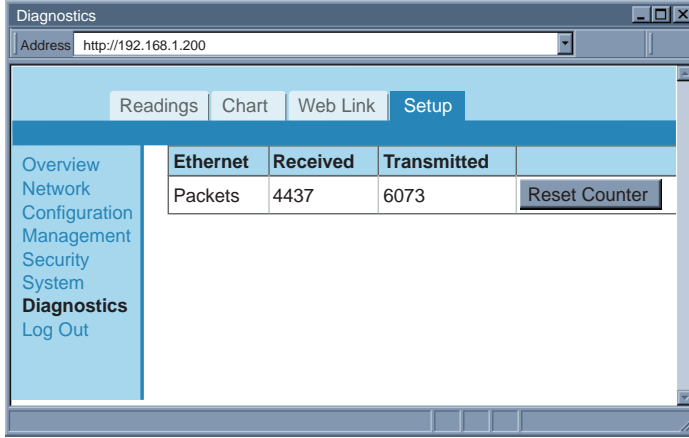 Diagnostics
Address http://192.168.1.200
Readings Chart Web Link Setup
Overview
Network
Configuration
Management
Security
System
Diagnostics
Log Out
Ethernet Received Transmitted
Packets 4437 6073 Reset Counter